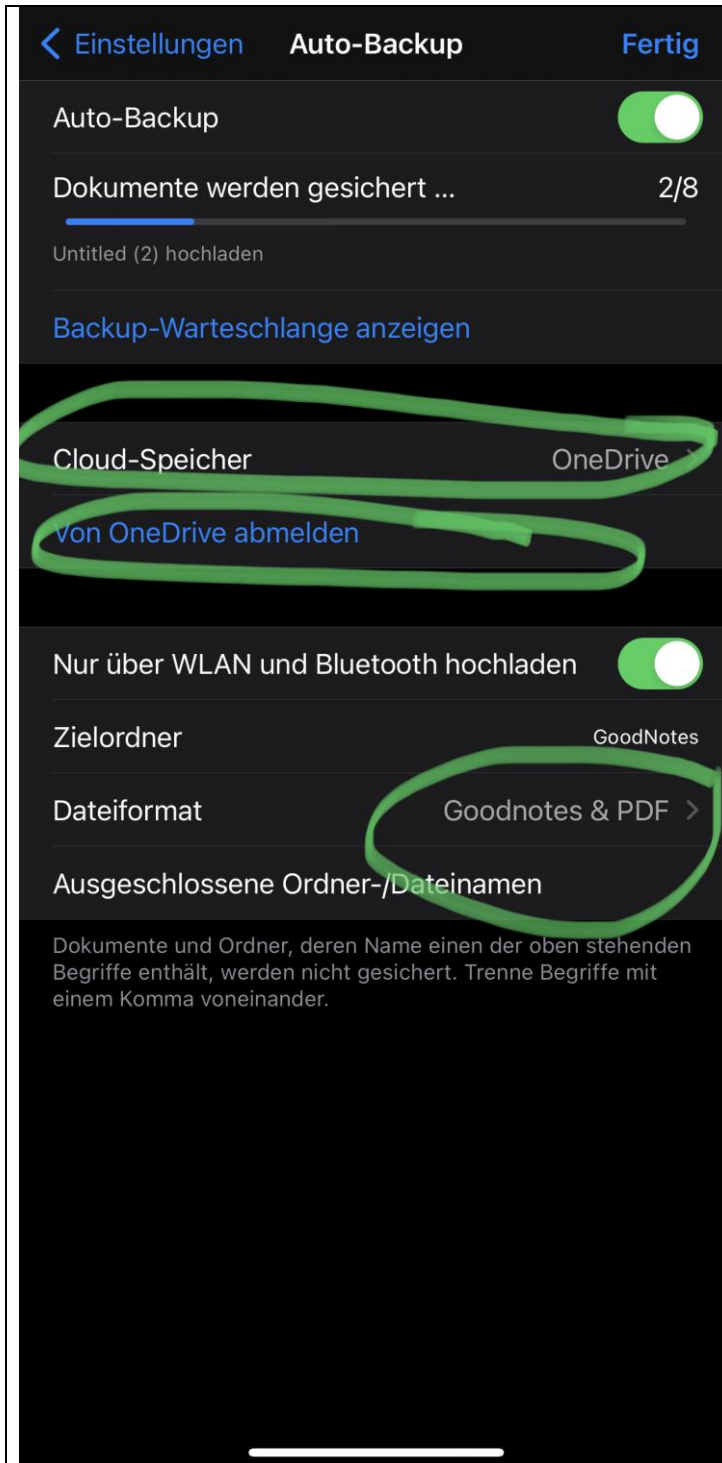 Einstellungen Auto-Backup Fertig
Auto-Backup
Dokumente werden gesichert ... 2/8
Untitled (2) hochladen
Backup-Warteschlange anzeigen
Cloud-Speicher OneDrive
Von OneDrive abmelden
Nur über WLAN und Bluetooth hochladen
Zielordner GoodNotes
Dateiformat Goodnotes & PDF
Ausgeschlossene Ordner-/Dateinamen
Dokumente und Ordner, deren Name einen der oben stehenden
Begriffe enthält, werden nicht gesichert. Trenne Begriffe mit
einem Komma voneinander.